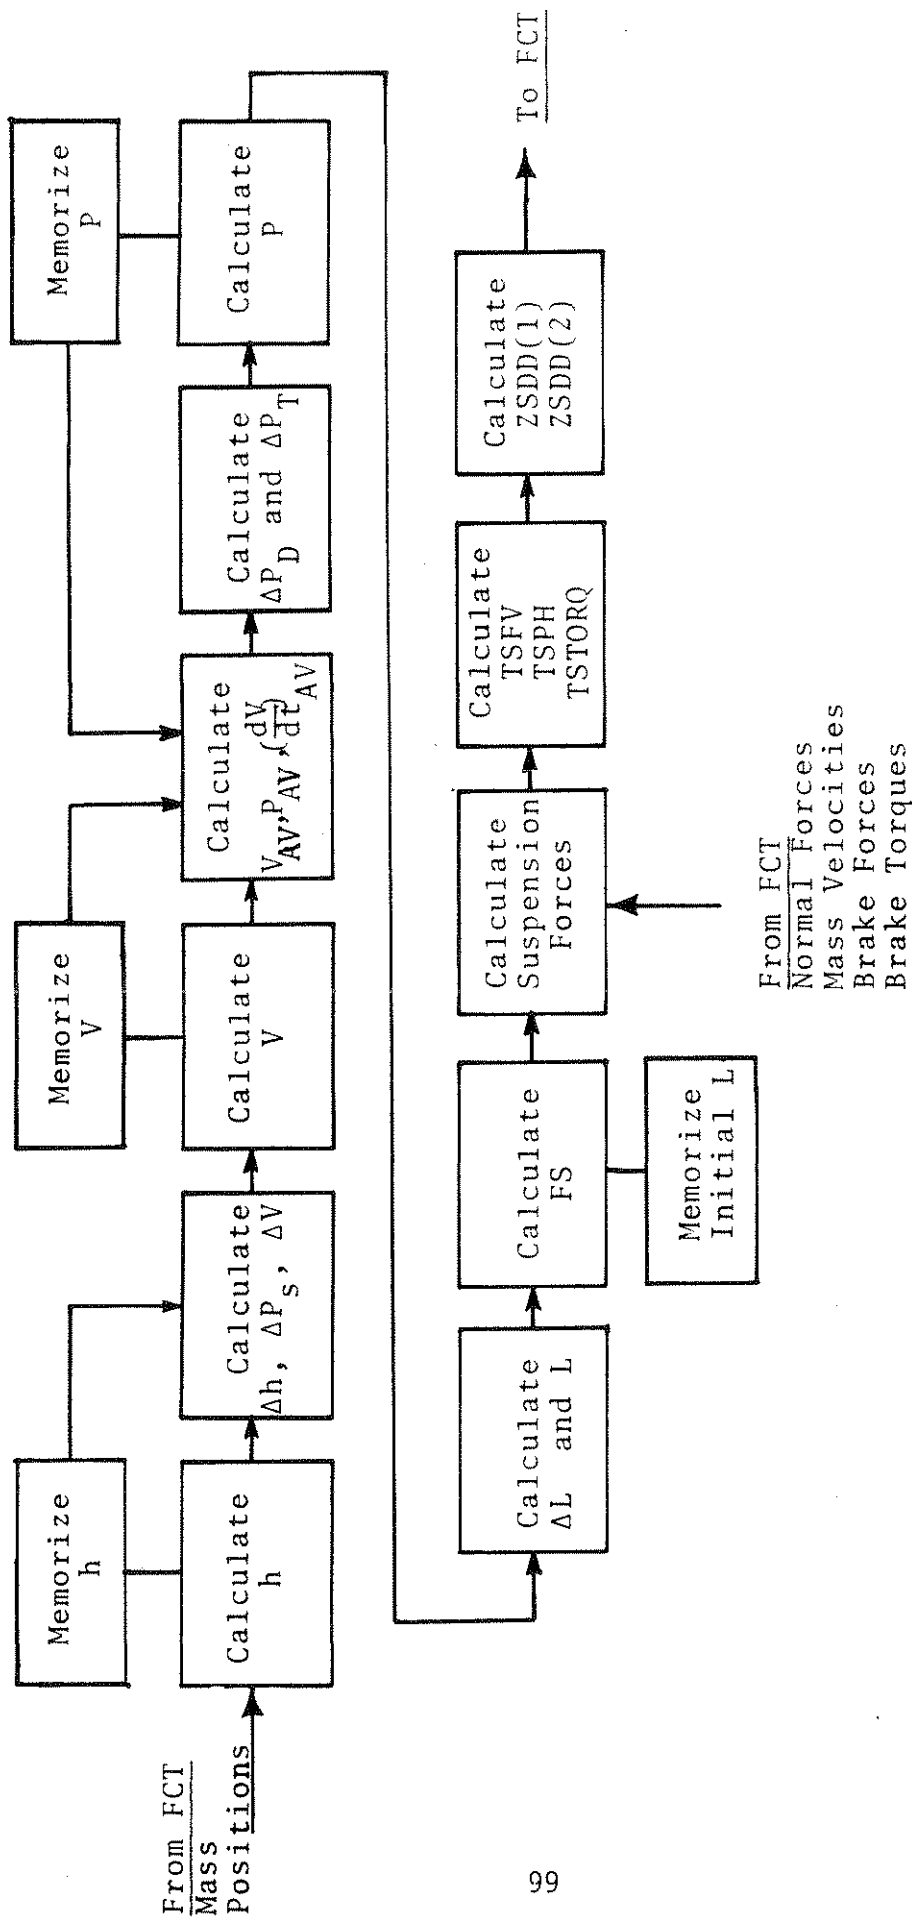 From FCT
Mass
Positions
Memorize
h
Calculate
h
Calculate
Δh, ΔP_s, ΔV
Memorize
V
Calculate
V
Calculate
V_AV, P_AV, (dV/dt)_AV
Calculate
ΔP_D and ΔP_T
Memorize
P
Calculate
P
Calculate
ΔL and L
Calculate
FS
Memorize
Initial L
Calculate
Suspension
Forces
From FCT
Normal Forces
Mass Velocities
Brake Forces
Brake Torques
Calculate
TSFV
TSPH
TSTORQ
Calculate
ZSDD(1)
ZSDD(2)
To FCT
99